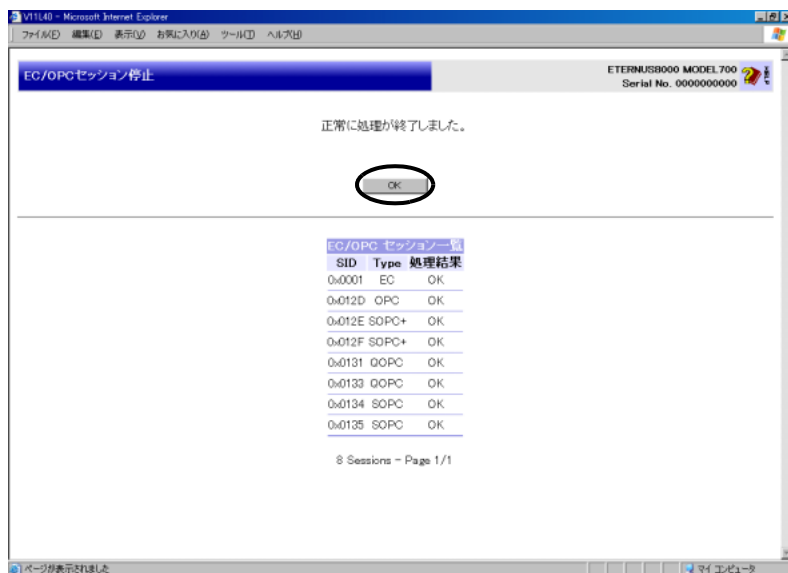 V11L40 - Microsoft Internet Explorer
ファイル(F) 編集(E) 表示(V) お気に入り(A) ツール(T) ヘルプ(H)
EC/OPCセッション停止
ETERNUS8000 MODEL700
Serial No. 0000000000
正常に処理が終了しました。
OK
EC/OPC セッション一覧
SID Type 処理結果
0x0001 EC OK
0x012D OPC OK
0x012E SOPC+ OK
0x012F SOPC+ OK
0x0131 QOPC OK
0x0133 QOPC OK
0x0134 SOPC OK
0x0135 SOPC OK
8 Sessions - Page 1/1
ページが表示されました
マイ コンピュータ